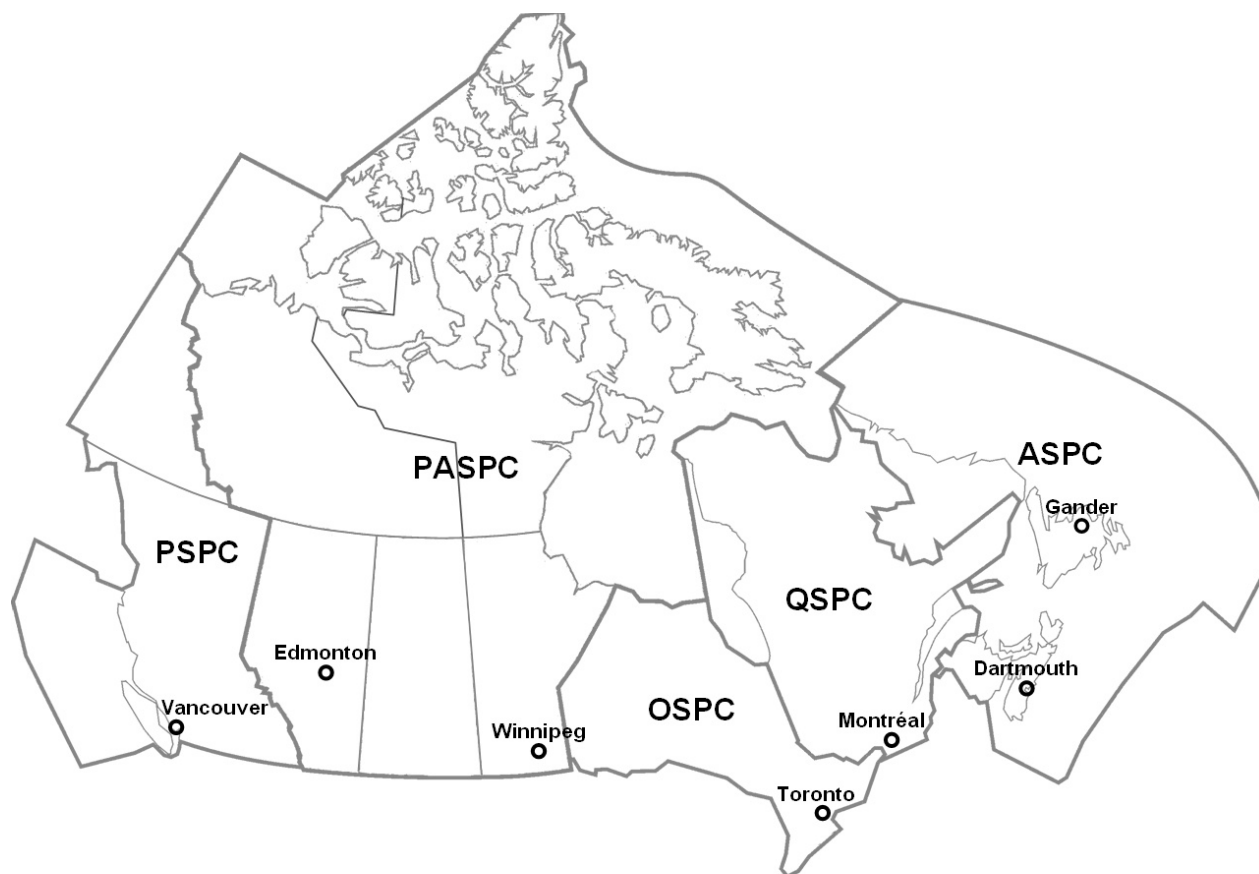 ASPC
PASPC
Gander
PSPC
QSPC
Edmonton
Dartmouth
Vancouver
OSPC
Montréal
Winnipeg
Toronto